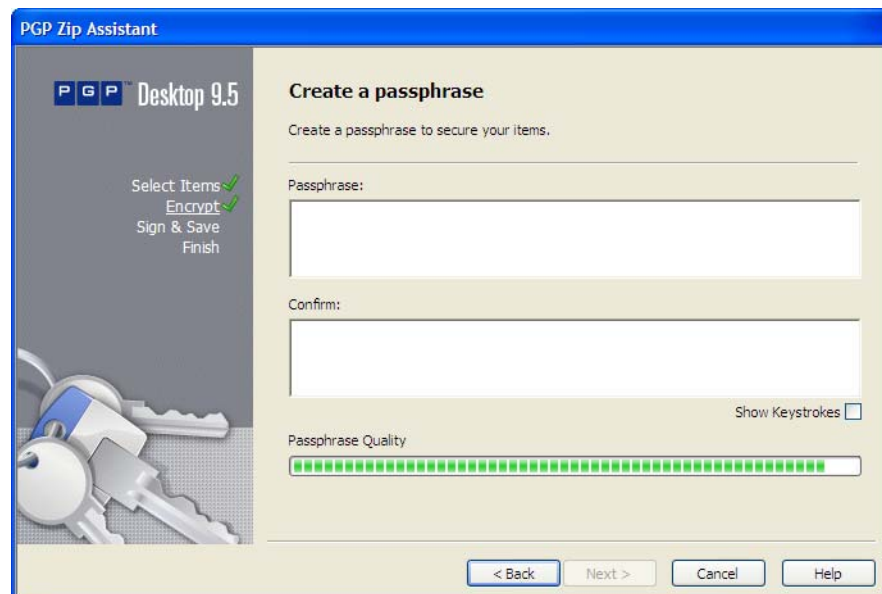 PGP Zip Assistant
PGP™ Desktop 9.5
Select Items
Encrypt
Sign & Save
Finish
Create a passphrase
Create a passphrase to secure your items.
Passphrase:
Confirm:
Show Keystrokes
Passphrase Quality
< Back
Next >
Cancel
Help